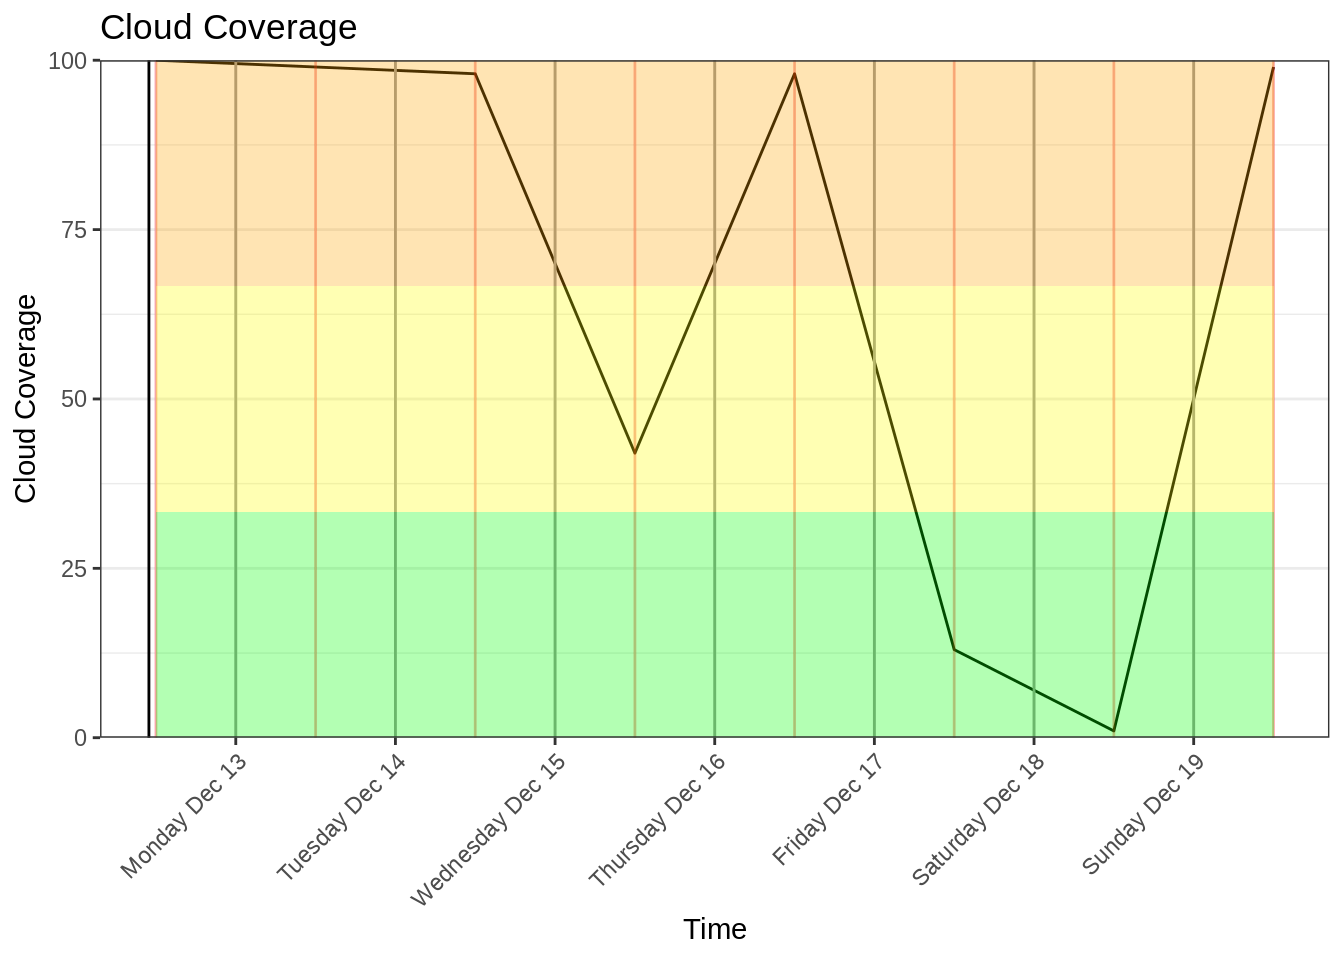 Cloud Coverage
Cloud Coverage
100
75
50
25
0
Monday Dec 13
Tuesday Dec 14
Wednesday Dec 15
Thursday Dec 16
Friday Dec 17
Saturday Dec 18
Sunday Dec 19
Time